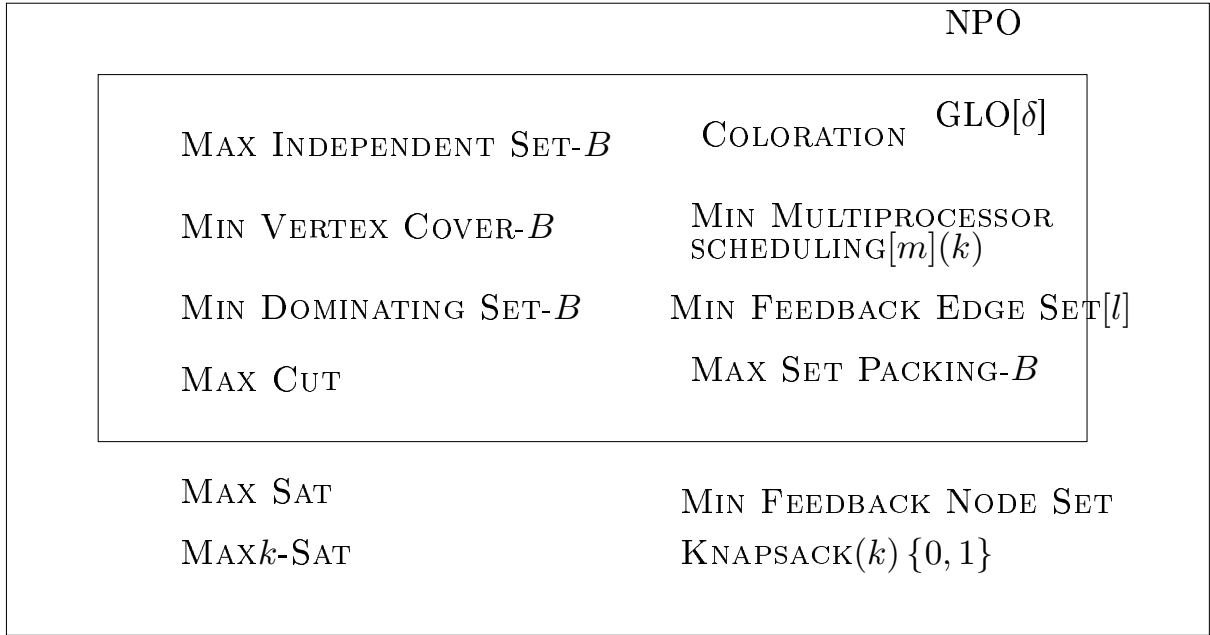 NPO
MAX INDEPENDENT SET-B
COLORATION
GLO[δ]
MIN VERTEX COVER-B
MIN MULTIPROCESSOR
SCHEDULING[m](k)
MIN DOMINATING SET-B
MIN FEEDBACK EDGE SET[l]
MAX CUT
MAX SET PACKING-B
MAX SAT
MIN FEEDBACK NODE SET
MAXk-SAT
KNAPSACK(k) {0, 1}